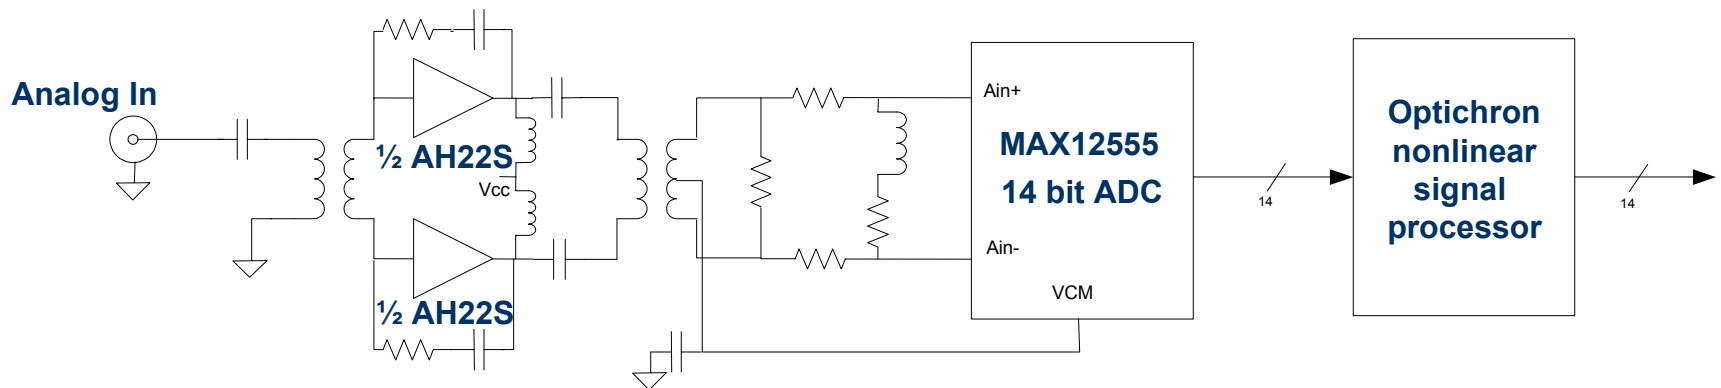 Analog In
½ AH22S
Vcc
½ AH22S
Ain+
MAX12555
14 bit ADC
Ain-
VCM
14
Optichron
nonlinear
signal
processor
14